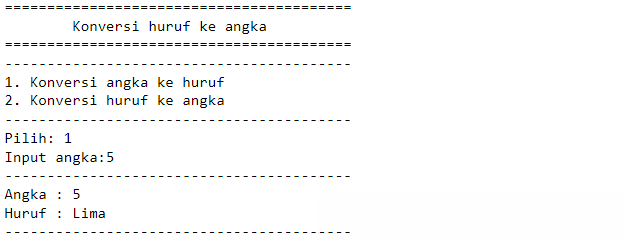 =========================================
        Konversi huruf ke angka
=========================================
-----------------------------------------
1. Konversi angka ke huruf
2. Konversi huruf ke angka
-----------------------------------------
Pilih: 1
Input angka:5
-----------------------------------------
Angka : 5
Huruf : Lima
-----------------------------------------